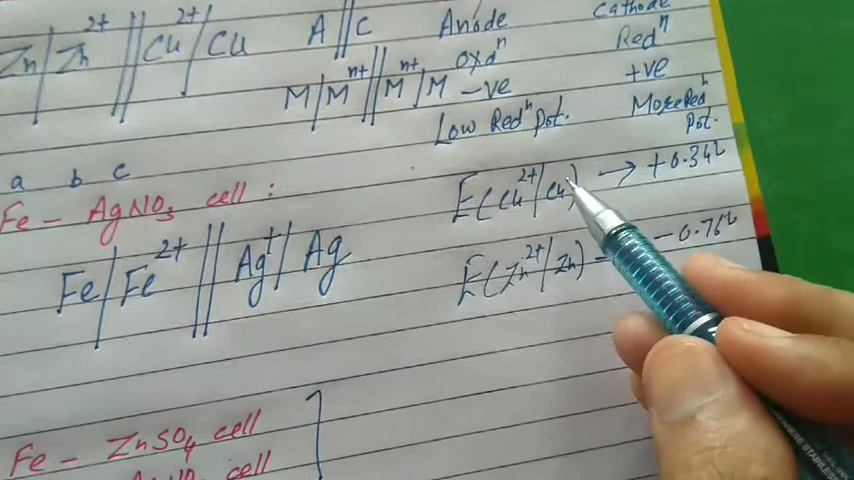 Zn | Zn2+ || Cu2+ | Cu
A || C
M | Mn+ || Mn+ | M
Anode
Oxdn
-ve
Low Redn Pot.
Cathode
Redn
+ve
More Redn
Pot.
E(Cu2+|Cu) → +0.34V
E(Zn2+|Zn) - -0.76V
a b c
Fe - AgNO3 cell :
Fe | Fe2+ || Ag+ | Ag
Fe - ZnSO4 cell
cell